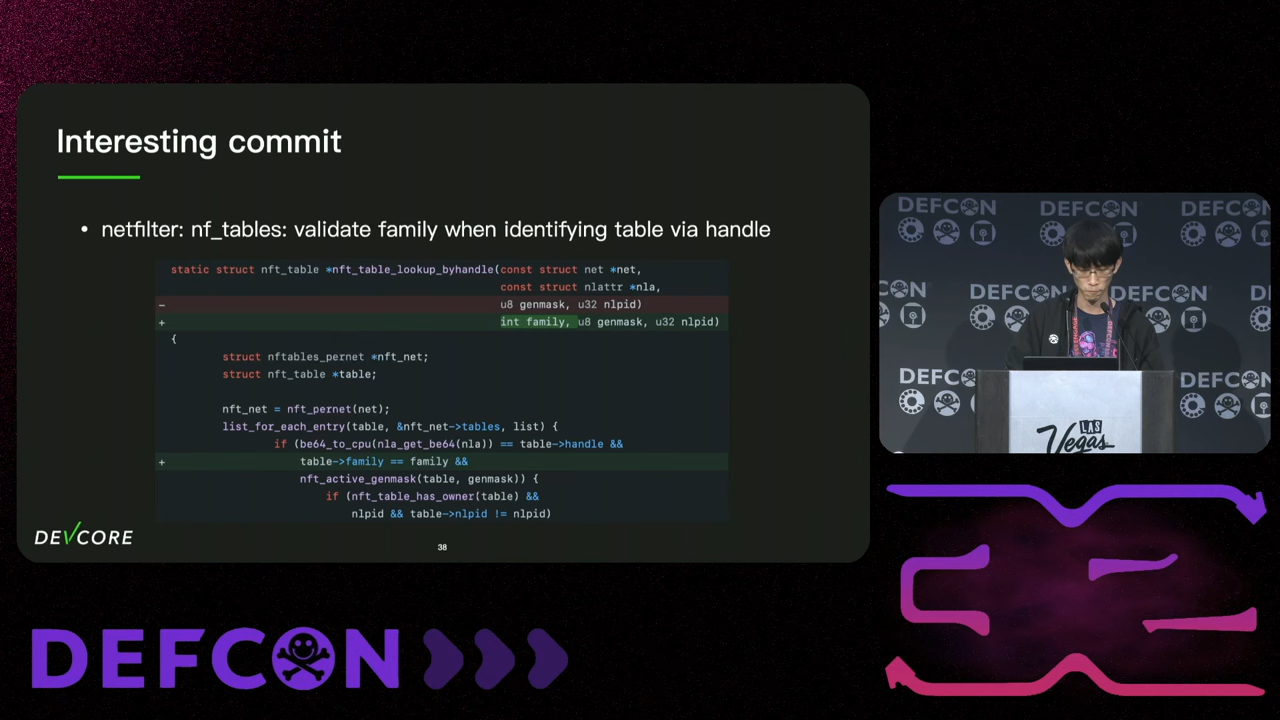 Interesting commit
• netfilter: nf_tables: validate family when identifying table via handle
static struct nft_table *nft_table_lookup_byhandle(const struct net *net,
const struct nlattr *nla,
- u8 genmask, u32 nlpid)
+ int family, u8 genmask, u32 nlpid)
{
struct nftables_pernet *nft_net;
struct nft_table *table;
nft_net = nft_pernet(net);
list_for_each_entry(table, &nft_net->tables, list) {
if (be64_to_cpu(nla_get_be64(nla)) == table->handle &&
+ table->family == family &&
nft_active_genmask(table, genmask)) {
if (nft_table_has_owner(table) &&
nlpid && table->nlpid != nlpid)
DEVCORE
38
DEFCON DEFCON DEFCON
DEFCON DEFCON
DEFCON DEFCON
LAS
Vegas
DEFCON